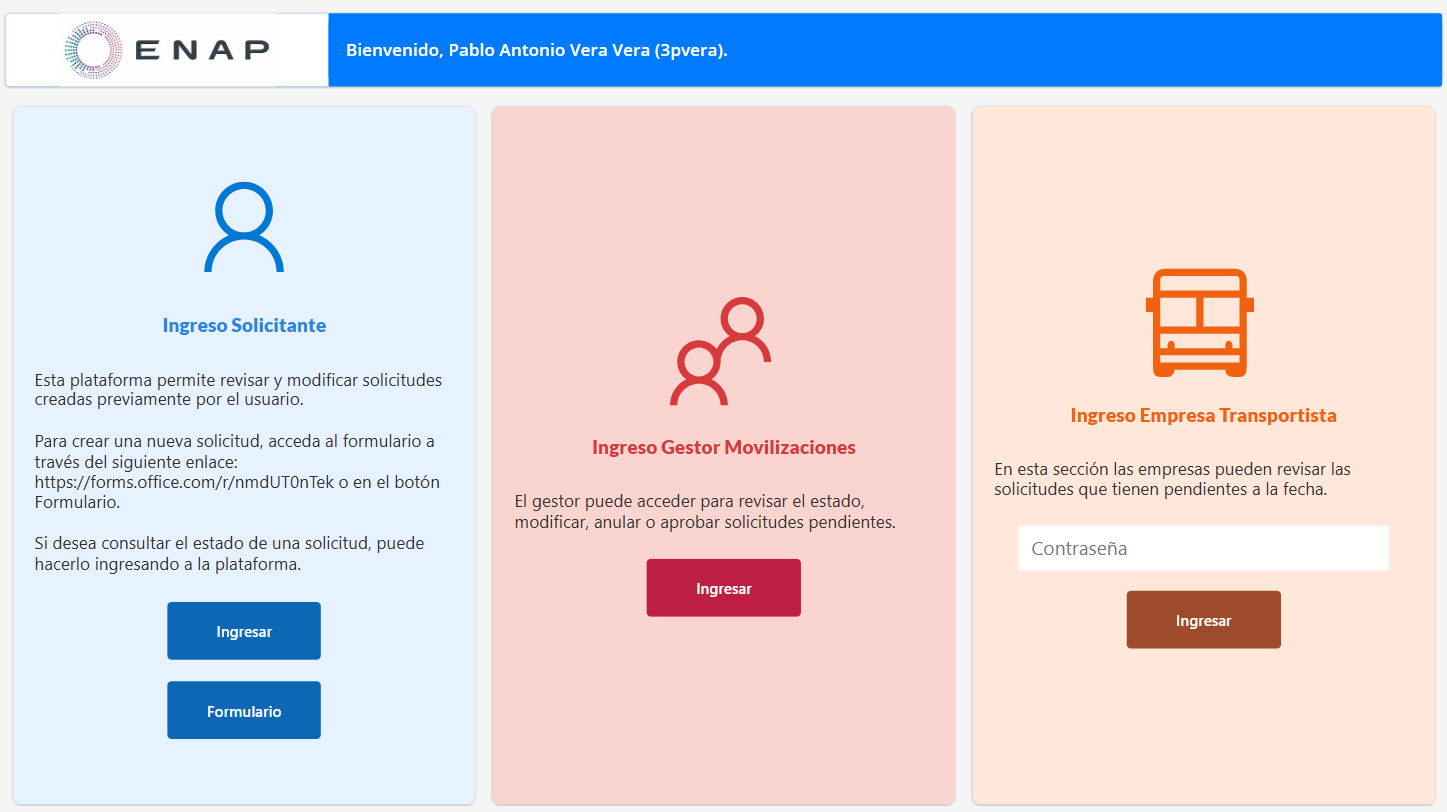 ENAP
Bienvenido, Pablo Antonio Vera Vera (3pvera).
Ingreso Solicitante
Esta plataforma permite revisar y modificar solicitudes
creadas previamente por el usuario.
Para crear una nueva solicitud, acceda al formulario a
través del siguiente enlace:
https://forms.office.com/r/nmdUT0nTek o en el botón
Formulario.
Si desea consultar el estado de una solicitud, puede
hacerlo ingresando a la plataforma.
Ingresar
Formulario
Ingreso Gestor Movilizaciones
El gestor puede acceder para revisar el estado,
modificar, anular o aprobar solicitudes pendientes.
Ingresar
Ingreso Empresa Transportista
En esta sección las empresas pueden revisar las
solicitudes que tienen pendientes a la fecha.
Contraseña
Ingresar